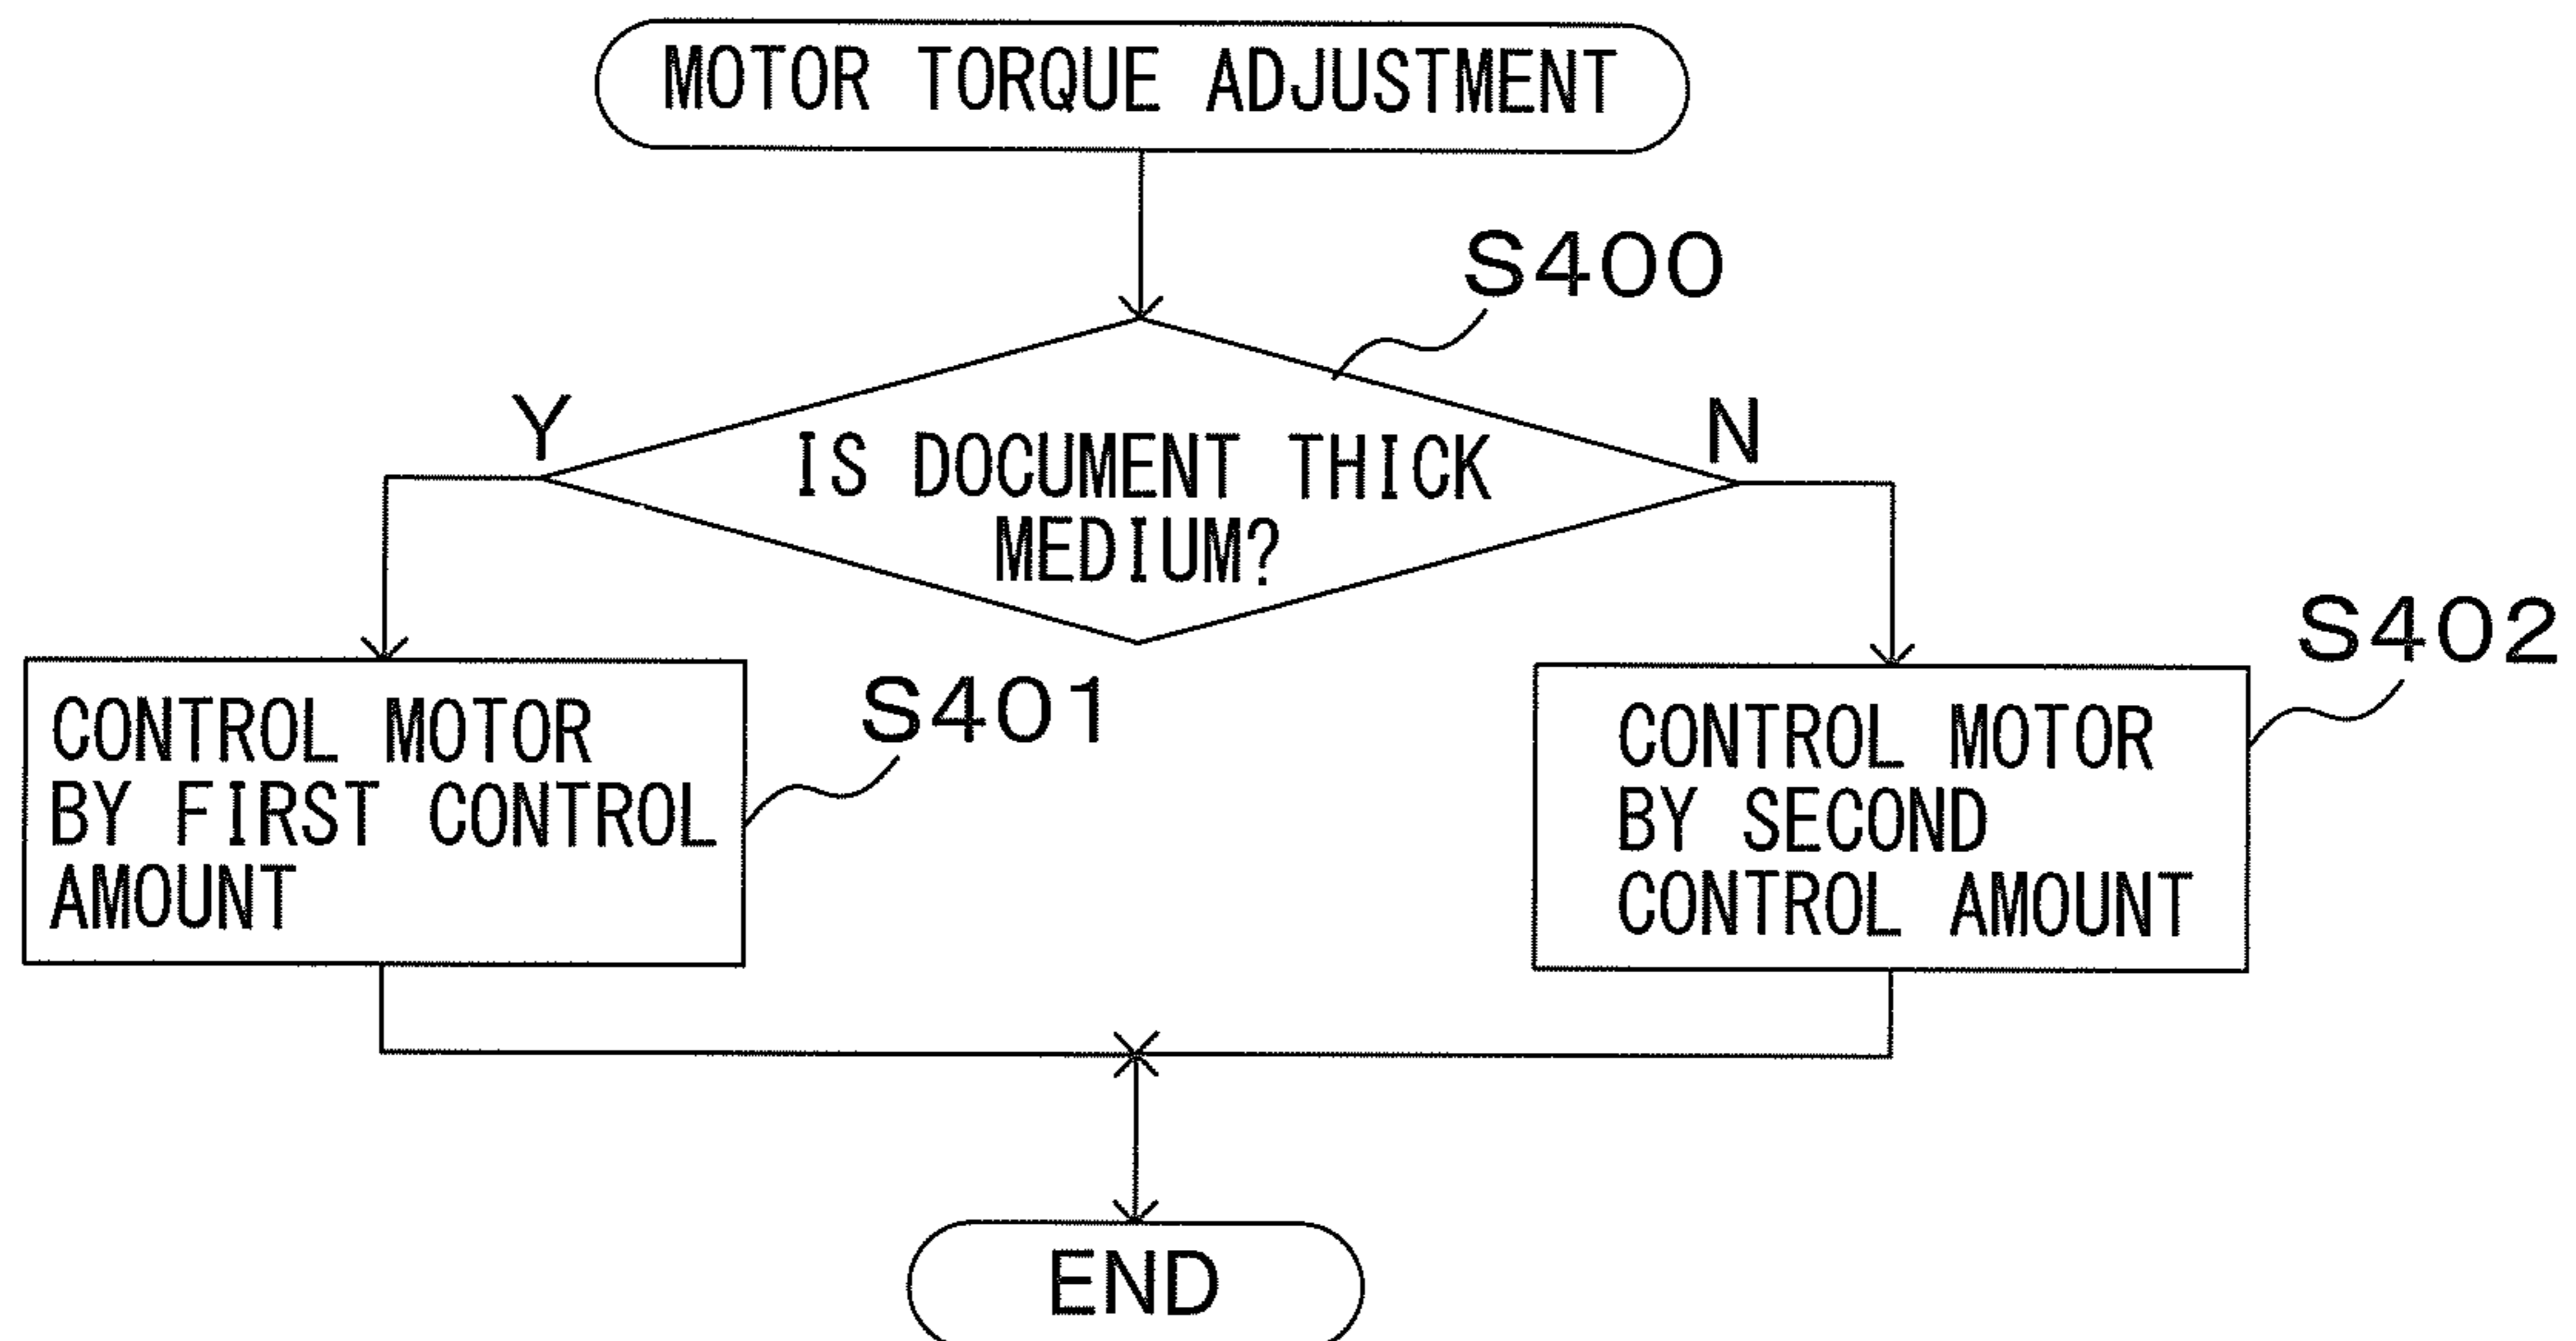 MOTOR TORQUE ADJUSTMENT
S400
Y
N
IS DOCUMENT THICK
MEDIUM?
S401
S402
CONTROL MOTOR
BY FIRST CONTROL
AMOUNT
CONTROL MOTOR
BY SECOND
CONTROL AMOUNT
END